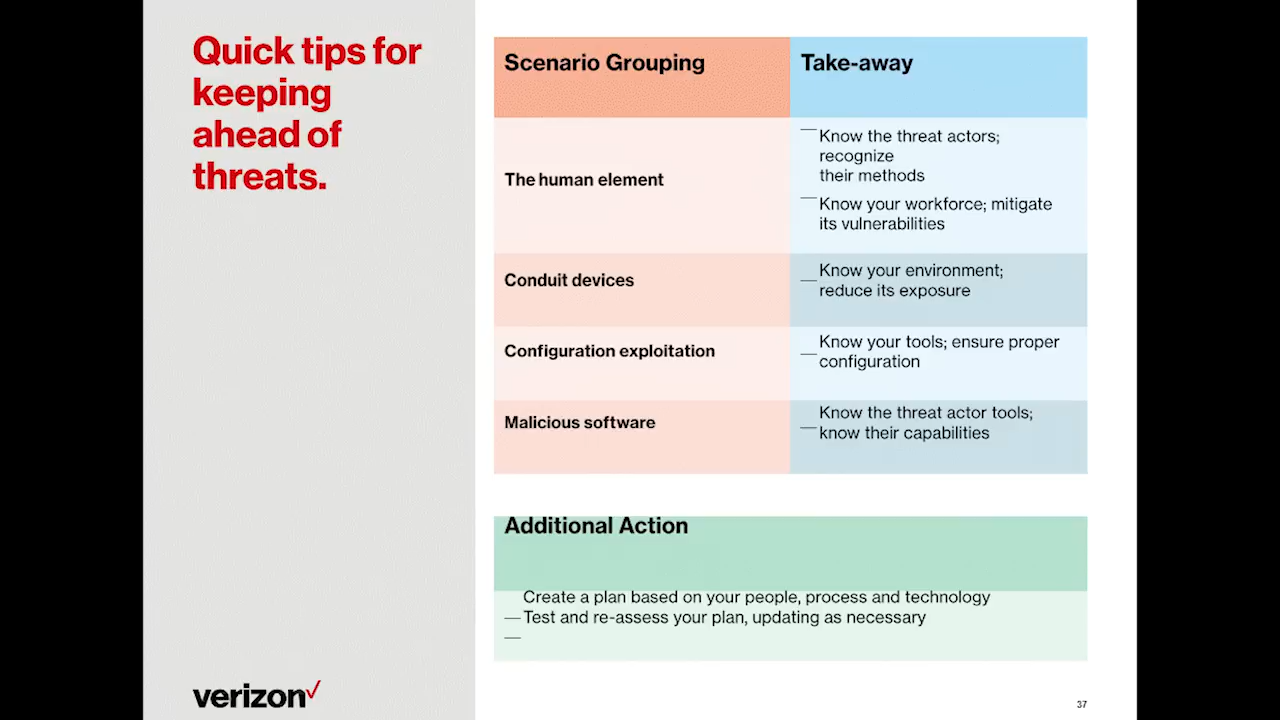 Quick tips for
keeping
ahead of
threats.
Scenario Grouping
Take-away
The human element
— Know the threat actors;
recognize
their methods
— Know your workforce; mitigate
its vulnerabilities
Conduit devices
— Know your environment;
reduce its exposure
Configuration exploitation
— Know your tools; ensure proper
configuration
Malicious software
— Know the threat actor tools;
know their capabilities
Additional Action
Create a plan based on your people, process and technology
— Test and re-assess your plan, updating as necessary
—
verizon✓
37